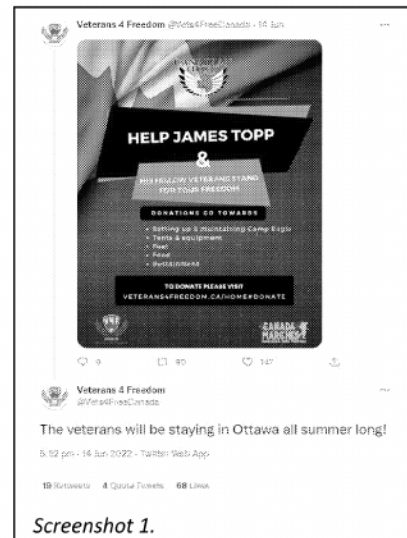 Veterans 4 Freedom @Vets4FreeCanada · 14 Jun
HELP JAMES TOPP
&
HIS FELLOW VETERANS STAND
FOR YOUR FREEDOM
DONATIONS GO TOWARDS
• Setting up & maintaining Camp Eagle
• Tents & equipment
• Fuel
• Food
• Sustainment
TO DONATE PLEASE VISIT
VETERANS4FREEDOM.CA/HOME#DONATE
CANADA
MARCHES
147
Veterans 4 Freedom
@Vets4FreeCanada
The veterans will be staying in Ottawa all summer long!
5:52 pm · 14 Jun 2022 · Twitter Web App
19 Retweets 4 Quote Tweets 68 Likes
Screenshot 1.